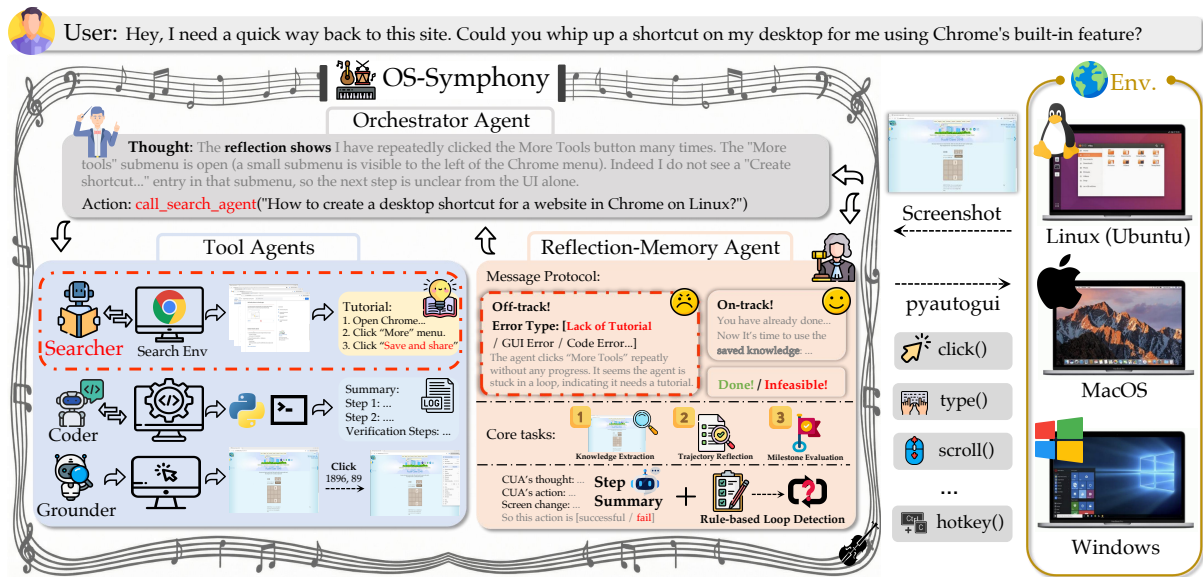 User: Hey, I need a quick way back to this site. Could you whip up a shortcut on my desktop for me using Chrome's built-in feature?
OS-Symphony
Orchestrator Agent
Thought: The reflection shows I have repeatedly clicked the More Tools button many times. The "More
tools" submenu is open (a small submenu is visible to the left of the Chrome menu). Indeed I do not see a "Create
shortcut..." entry in that submenu, so the next step is unclear from the UI alone.
Action: call_search_agent("How to create a desktop shortcut for a website in Chrome on Linux?")
Tool Agents
Searcher
Search Env
Tutorial:
1. Open Chrome...
2. Click "More" menu.
3. Click "Save and share"
Coder
LOG
Summary:
Step 1: ...
Step 2: ....
Verification Steps: ...
Grounder
Click
1896, 89
Reflection-Memory Agent
Message Protocol:
Off-track!
Error Type: [Lack of Tutorial
/ GUI Error / Code Error...]
The agent clicks "More Tools" repeatly
without any progress. It seems the agent is
stuck in a loop, indicating it needs a tutorial.
On-track!
You have already done...
Now It's time to use the
saved knowledge: ...
Done! / Infeasible!
Core tasks:
1
Knowledge Extraction
2
Trajectory Reflection
3
Milestone Evaluation
CUA's thought: ...
CUA's action: ...
Screen change: ...
So this action is [successful / fail]
Step
Summary
+
Rule-based Loop Detection
Screenshot
pyautogui
click()
type()
scroll()
...
Ctrl
C
hotkey()
Env.
Linux (Ubuntu)
MacOS
Windows